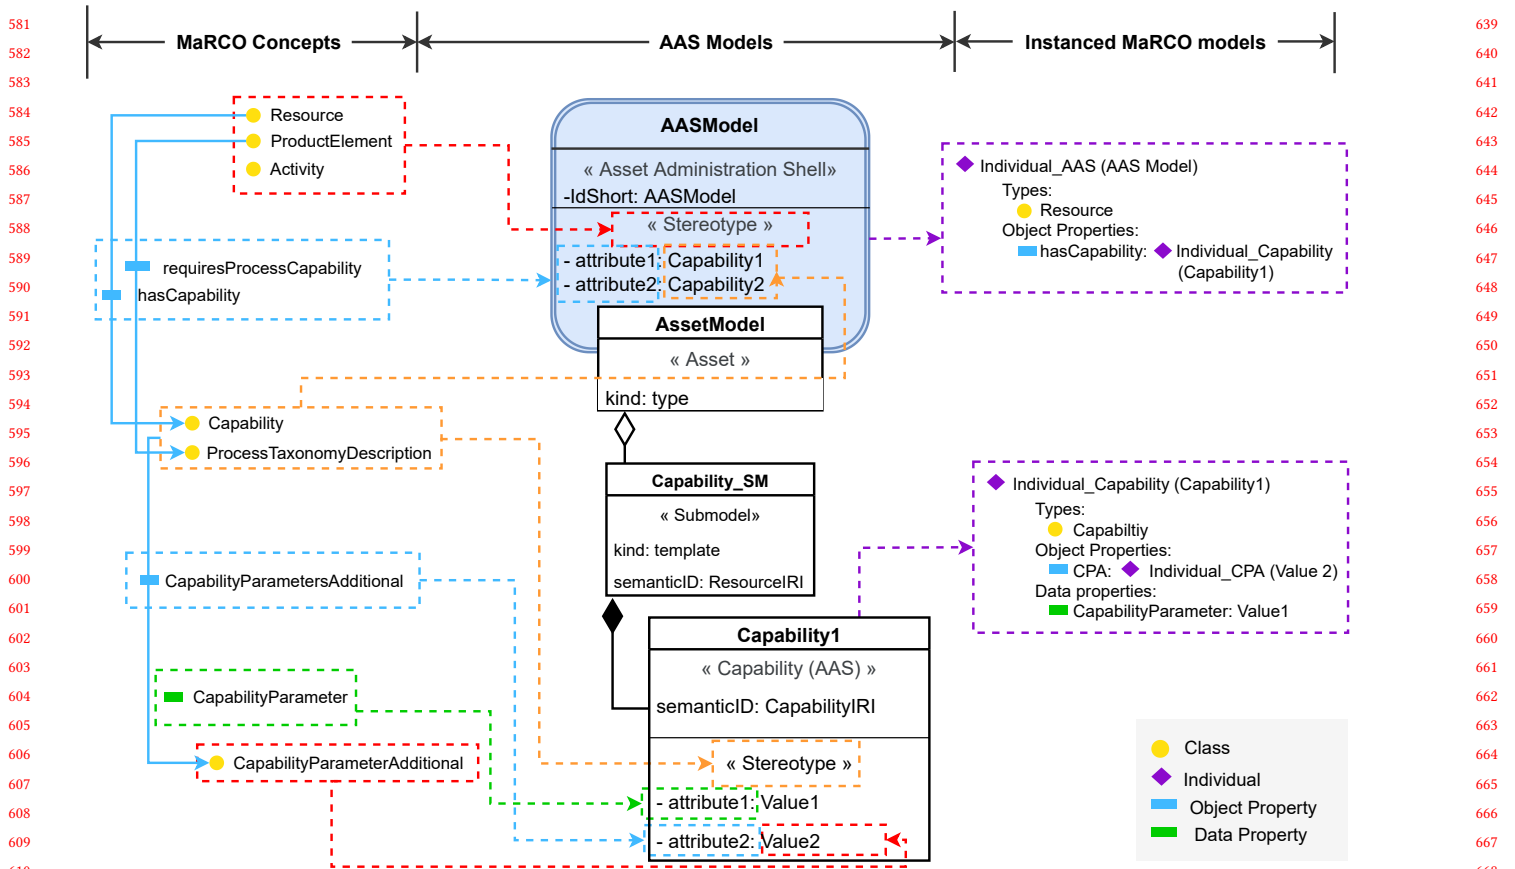 581
582
583
584
585
586
587
588
589
590
591
592
593
594
595
596
597
598
599
600
601
602
603
604
605
606
607
608
609
MaRCO Concepts
AAS Models
Instanced MaRCO models
Resource
ProductElement
Activity
requiresProcessCapability
hasCapability
Capability
ProcessTaxonomyDescription
CapabilityParametersAdditional
CapabilityParameter
CapabilityParameterAdditional
AASModel
« Asset Administration Shell»
-IdShort: AASModel
« Stereotype »
- attribute1: Capability1
- attribute2: Capability2
AssetModel
« Asset »
kind: type
Capability_SM
« Submodel»
kind: template
semanticID: ResourceIRI
Capability1
« Capability (AAS) »
semanticID: CapabilityIRI
« Stereotype »
- attribute1: Value1
- attribute2: Value2
Individual_AAS (AAS Model)
Types:
Resource
Object Properties:
hasCapability: Individual_Capability
(Capability1)
Individual_Capability (Capability1)
Types:
Capabiltiy
Object Properties:
CPA: Individual_CPA (Value 2)
Data properties:
CapabilityParameter: Value1
Class
Individual
Object Property
Data Property
639
640
641
642
643
644
645
646
647
648
649
650
651
652
653
654
655
656
657
658
659
660
661
662
663
664
665
666
667